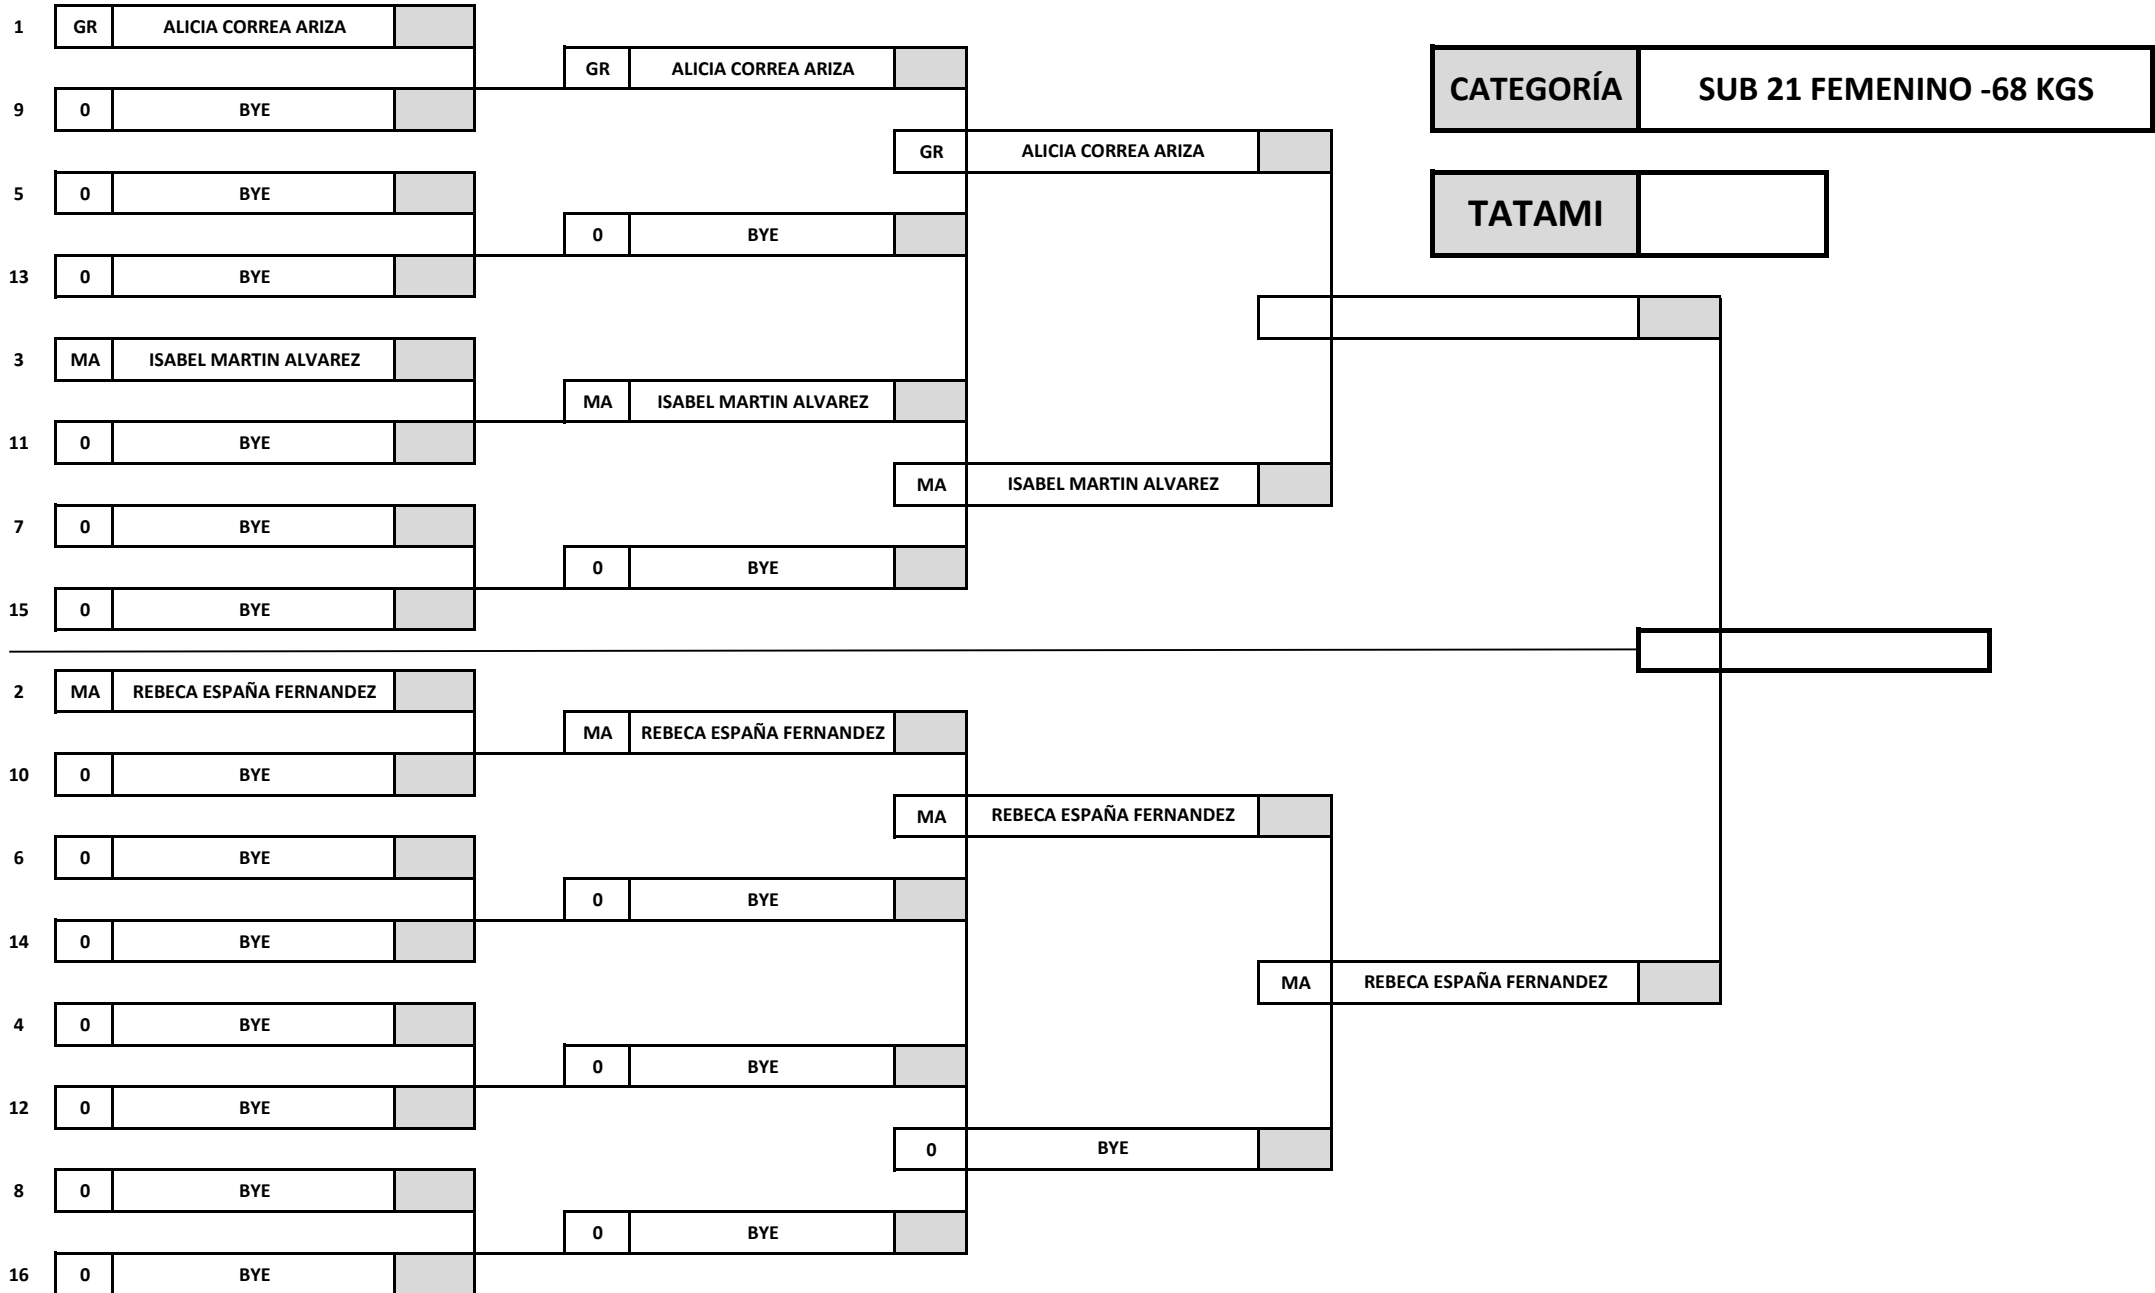 1 GR ALICIA CORREA ARIZA
GR ALICIA CORREA ARIZA
CATEGORÍA SUB 21 FEMENINO -68 KGS
9 0 BYE
GR ALICIA CORREA ARIZA
5 0 BYE
TATAMI
0 BYE
13 0 BYE
3 MA ISABEL MARTIN ALVAREZ
MA ISABEL MARTIN ALVAREZ
11 0 BYE
MA ISABEL MARTIN ALVAREZ
7 0 BYE
0 BYE
15 0 BYE
2 MA REBECA ESPAÑA FERNANDEZ
MA REBECA ESPAÑA FERNANDEZ
10 0 BYE
MA REBECA ESPAÑA FERNANDEZ
6 0 BYE
0 BYE
14 0 BYE
MA REBECA ESPAÑA FERNANDEZ
4 0 BYE
0 BYE
12 0 BYE
0 BYE
8 0 BYE
0 BYE
16 0 BYE